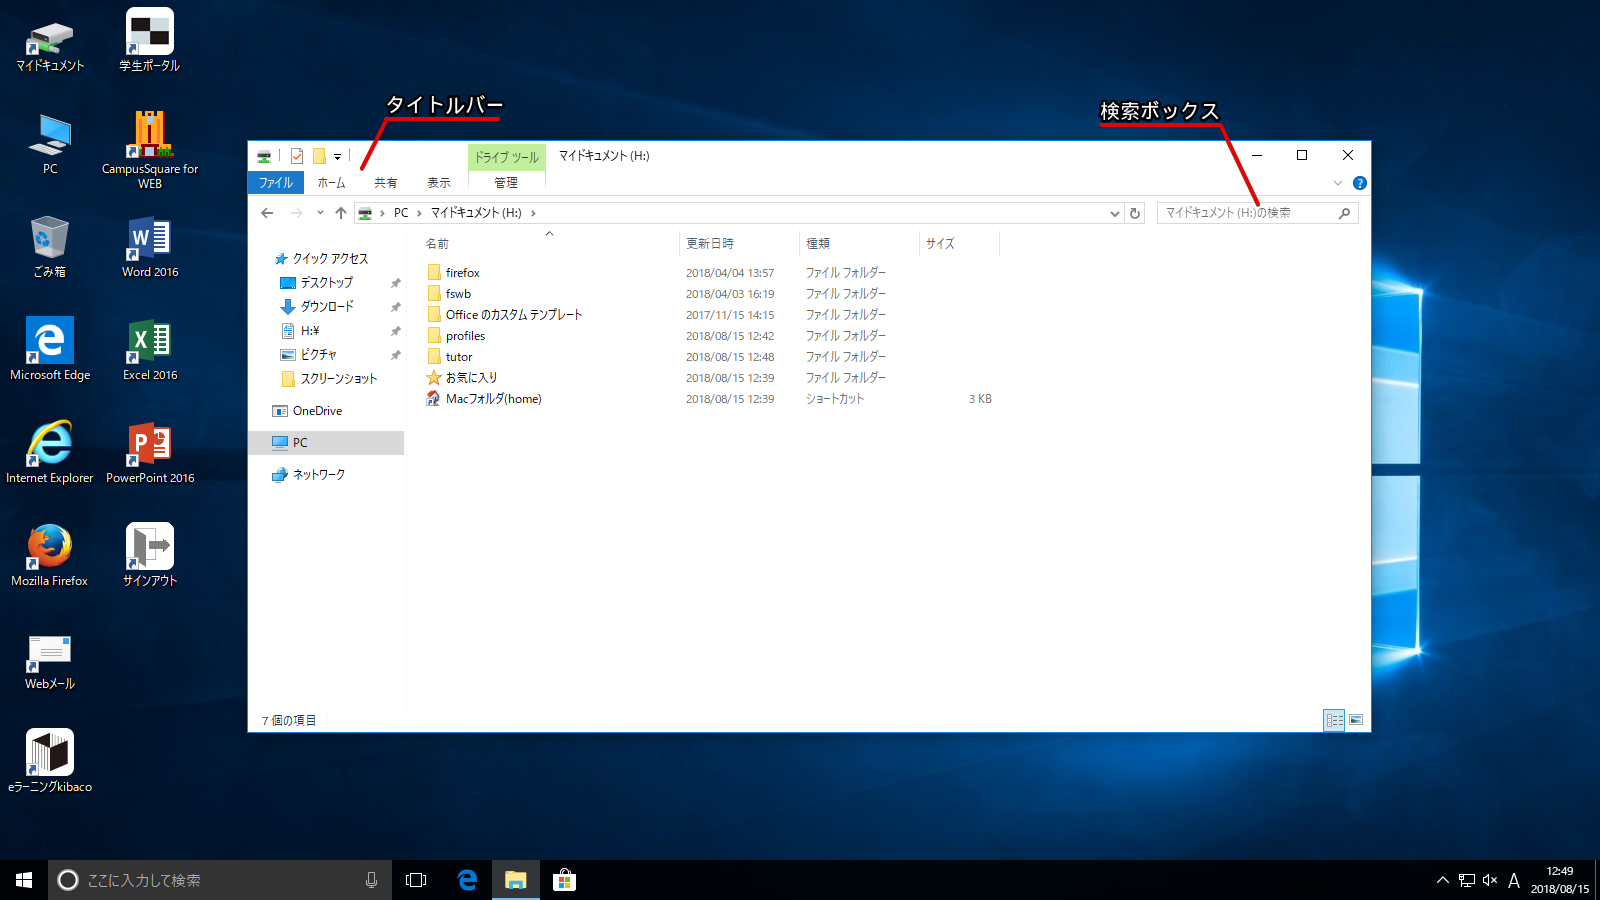 マイドキュメント
学生ポータル
PC
CampusSquare for
WEB
ごみ箱
Word 2016
Microsoft Edge
Excel 2016
Internet Explorer
PowerPoint 2016
Mozilla Firefox
サインアウト
Webメール
eラーニングkibaco
タイトルバー
検索ボックス
ドライブ ツール
マイドキュメント (H:)
ファイル
ホーム
共有
表示
管理
PC
マイドキュメント (H:)
マイドキュメント (H:)の検索
名前
更新日時
種類
サイズ
クイック アクセス
デスクトップ
ダウンロード
H:¥
ピクチャ
スクリーンショット
OneDrive
PC
ネットワーク
firefox 2018/04/04 13:57 ファイル フォルダー
fswb 2018/04/03 16:19 ファイル フォルダー
Office のカスタム テンプレート 2017/11/15 14:15 ファイル フォルダー
profiles 2018/08/15 12:42 ファイル フォルダー
tutor 2018/08/15 12:48 ファイル フォルダー
お気に入り 2018/08/15 12:39 ファイル フォルダー
Macフォルダ(home) 2018/08/15 12:39 ショートカット 3 KB
7 個の項目
ここに入力して検索
A
12:49
2018/08/15